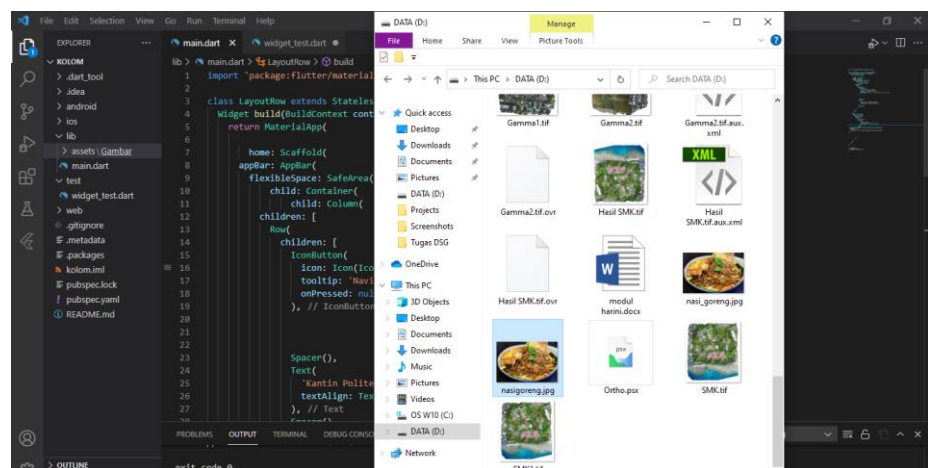 File Edit Selection View Go Run Terminal Help
EXPLORER
KOLOM
.dart_tool
.idea
android
ios
lib
assets \ Gambar
main.dart
test
widget_test.dart
web
.gitignore
.metadata
.packages
kolom.iml
pubspec.lock
pubspec.yaml
README.md
OUTLINE
main.dart
widget_test.dart
lib > main.dart > LayoutRow > build
1 import 'package:flutter/material
2
3 class LayoutRow extends Stateles
4 Widget build(BuildContext cont
5 return MaterialApp(
6
7 home: Scaffold(
8 appBar: AppBar(
9 flexibleSpace: SafeArea(
10 child: Container(
11 child: Column(
12 children: [
13 Row(
14 children: [
15 IconButton(
16 icon: Icon(Ico
17 tooltip: 'Navi
18 onPressed: nul
19 ), // IconButton
20
21
22
23 Spacer(),
24 Text(
25 'Kantin Polite
26 textAlign: Tex
27 ), // Text
PROBLEMS OUTPUT TERMINAL DEBUG CONSO
exit code 0
DATA (D:)
Manage
File Home Share View Picture Tools
This PC > DATA (D:)
Search DATA (D:)
Quick access
Desktop
Downloads
Documents
Pictures
DATA (D:)
Projects
Screenshots
Tugas DSG
OneDrive
This PC
3D Objects
Desktop
Documents
Downloads
Music
Pictures
Videos
OS W10 (C:)
DATA (D:)
Network
Gamma1.tif
Gamma2.tif
Gamma2.tif.aux.
xml
Gamma2.tif.ovr
Hasil SMK.tif
XML
Hasil
SMK.tif.aux.xml
Hasil SMK.tif.ovr
W
modul
harini.docx
nasi_goreng.jpg
nasigoreng.jpg
psx
Ortho.psx
SMK.tif